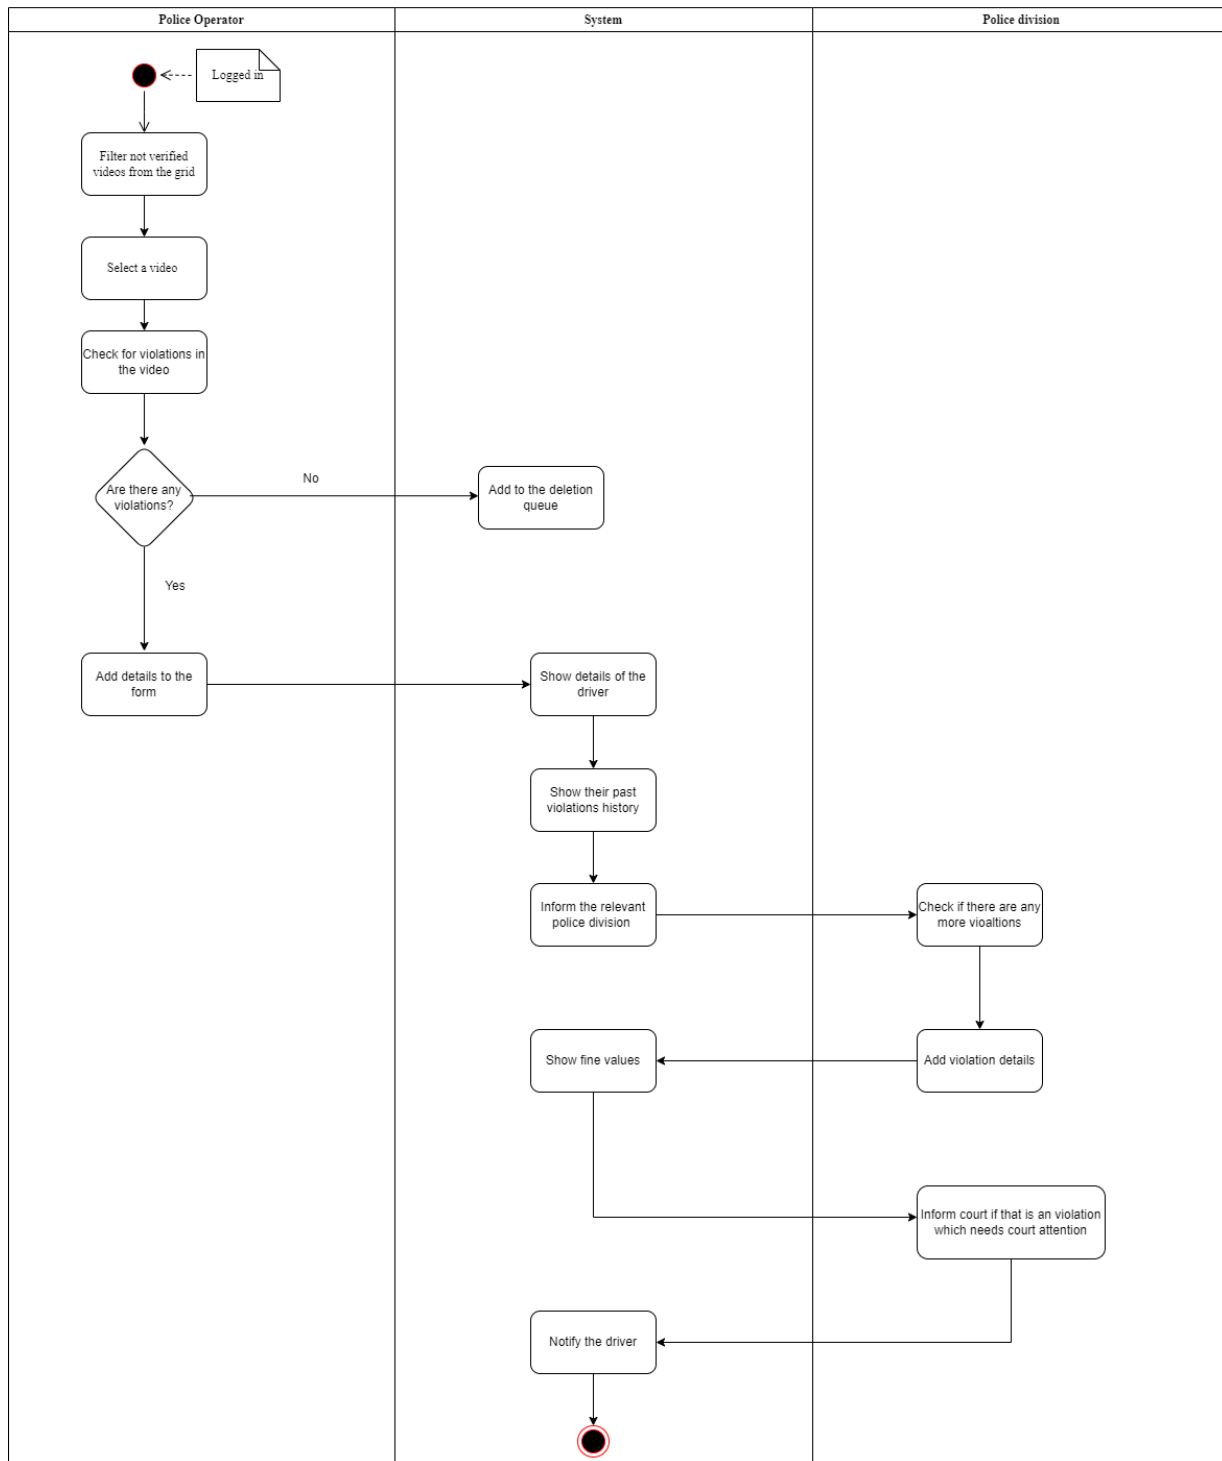 Police Operator
System
Police division
Logged in
Filter not verified
videos from the grid
Select a video
Check for violations in
the video
Are there any
violations?
No
Add to the deletion
queue
Yes
Add details to the
form
Show details of the
driver
Show their past
violations history
Inform the relevant
police division
Check if there are any
more vioaltions
Show fine values
Add violation details
Inform court if that is an violation
which needs court attention
Notify the driver